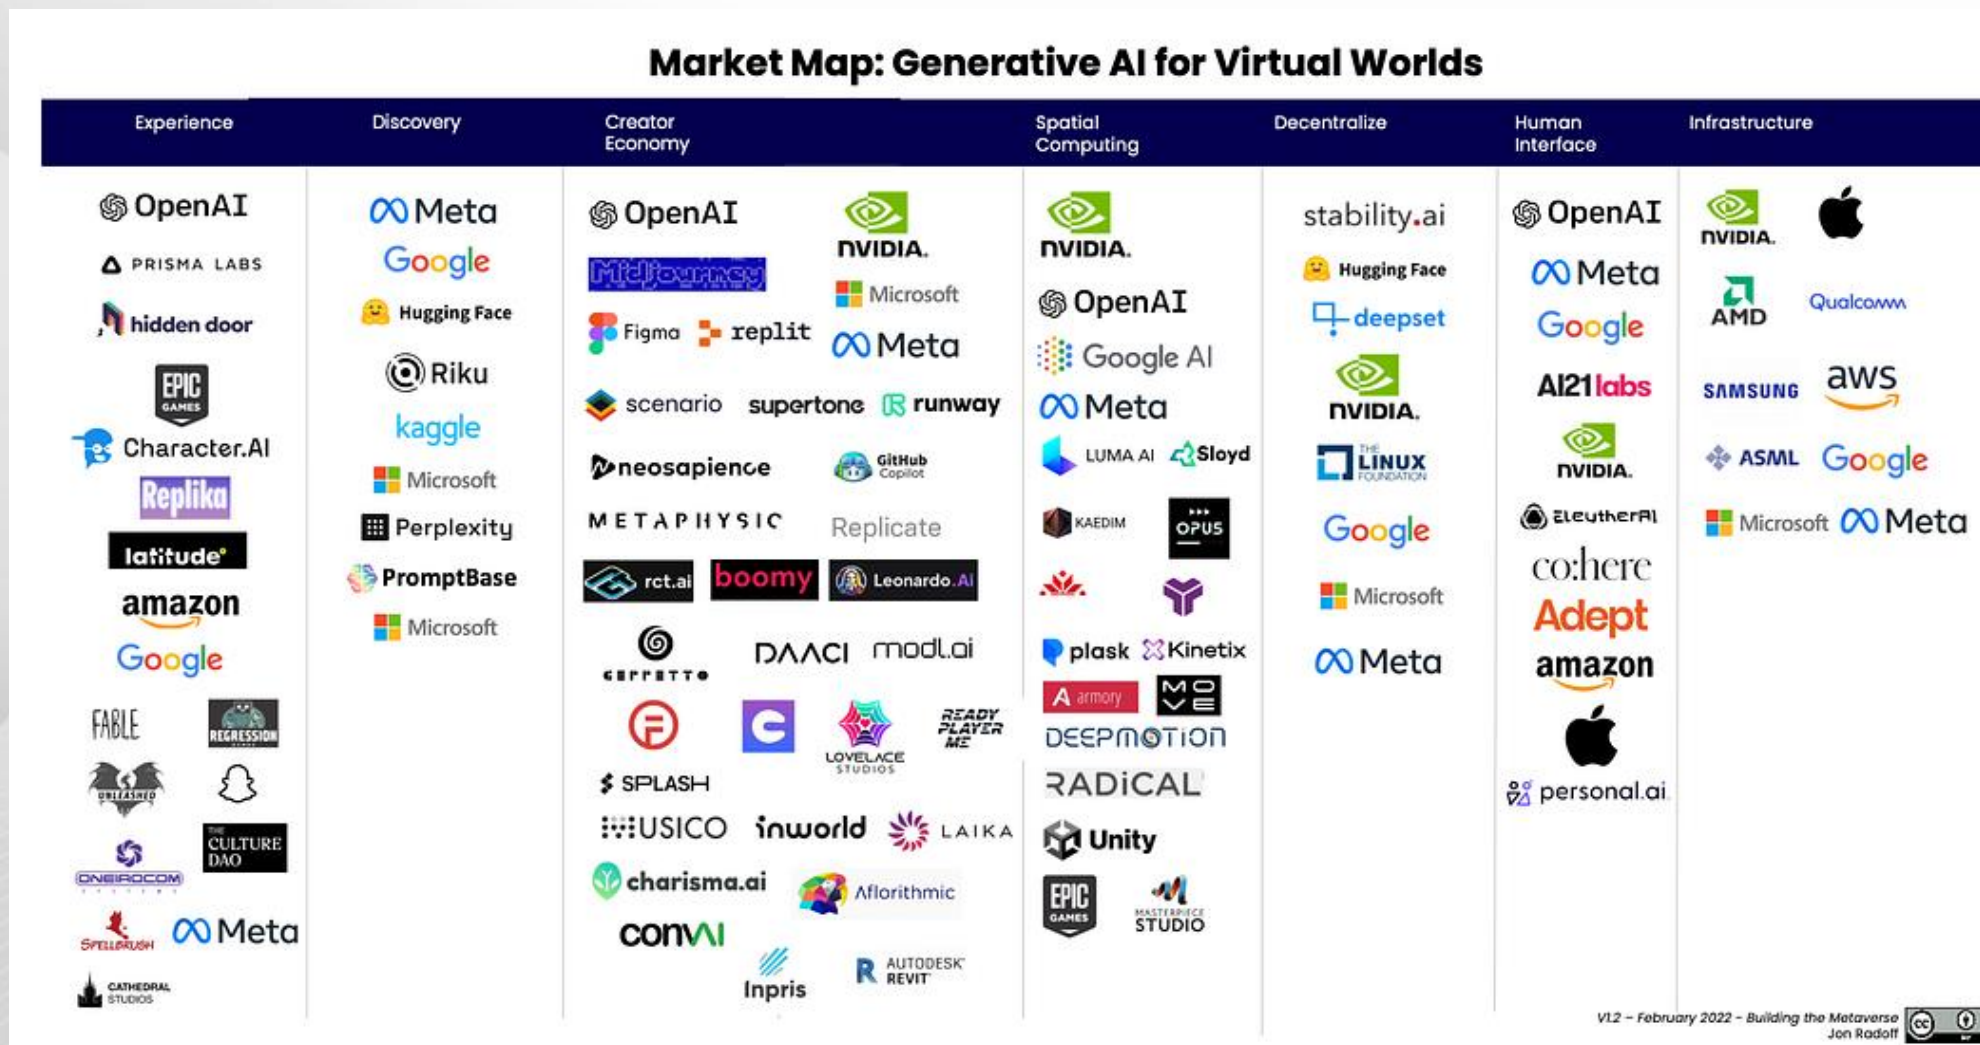 Market Map: Generative AI for Virtual Worlds
Experience
OpenAI
PRISMA LABS
hidden door
EPIC
GAMES
Character.AI
Replika
latitude
amazon
Google
FABLE
REGRESSION
UNLEASHED
THE
CULTURE
DAO
ONEIROCOM
SPELLBRUSH
Meta
CATHEDRAL
STUDIOS
Discovery
Meta
Google
Hugging Face
Riku
kaggle
Microsoft
Perplexity
PromptBase
Microsoft
Creator
Economy
OpenAI
NVIDIA.
Midjourney
Microsoft
Figma
replit
Meta
scenario
supertone
runway
neosapience
GitHub
Copilot
METAPHYSIC
Replicate
rct.ai
boomy
Leonardo.Ai
GEPPETTO
DAACI
modl.ai
LOVELACE
STUDIOS
READY
PLAYER
ME
SPLASH
MUSICO
inworld
LAIKA
charisma.ai
Aflorithmic
convAI
Inpris
AUTODESK
REVIT
Spatial
Computing
NVIDIA.
OpenAI
Google AI
Meta
LUMA AI
Sloyd
KAEDIM
OPUS
plask
Kinetix
A armory
MOVE
DEEPMOTION
RADiCAL
Unity
EPIC
GAMES
MASTERPIECE
STUDIO
Decentralize
stability.ai
Hugging Face
deepset
NVIDIA.
THE
LINUX
FOUNDATION
Google
Microsoft
Meta
Human
Interface
OpenAI
Meta
Google
AI21labs
NVIDIA.
EleutherAI
co:here
Adept
amazon
personal.ai
Infrastructure
NVIDIA.
AMD
Qualcomm
SAMSUNG
aws
ASML
Google
Microsoft
Meta
V1.2 – February 2022 - Building the Metaverse
Jon Radoff
cc